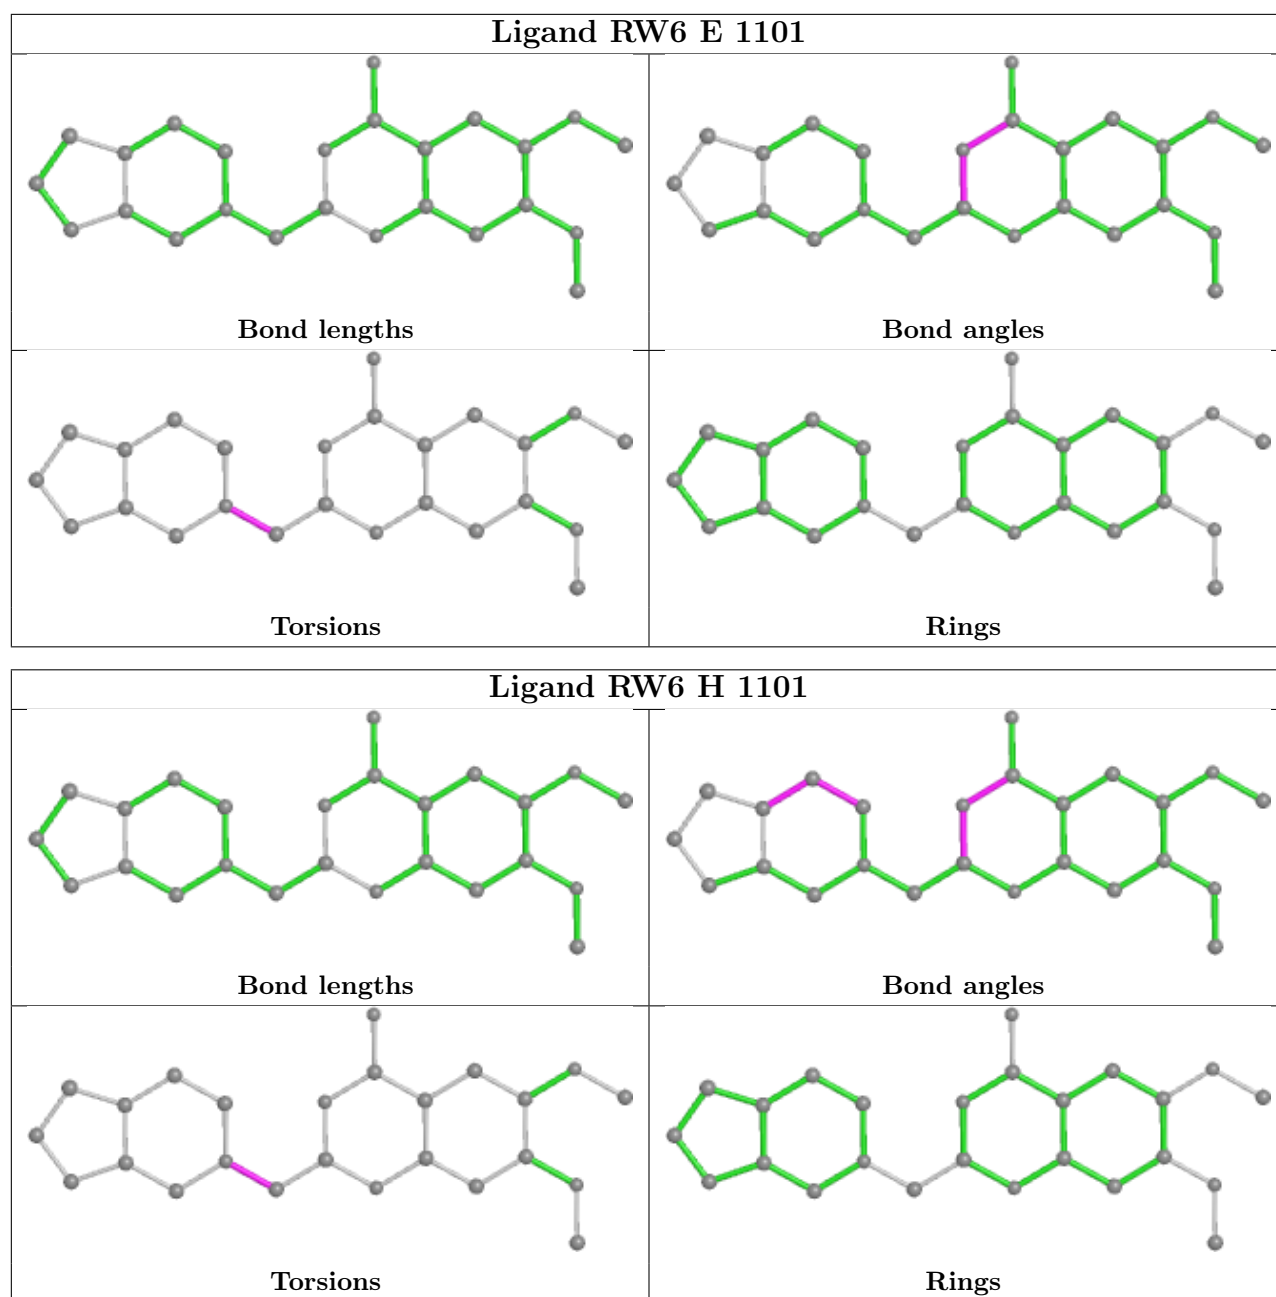 Ligand RW6 E 1101
Bond lengths
Bond angles
Torsions
Rings
Ligand RW6 H 1101
Bond lengths
Bond angles
Torsions
Rings